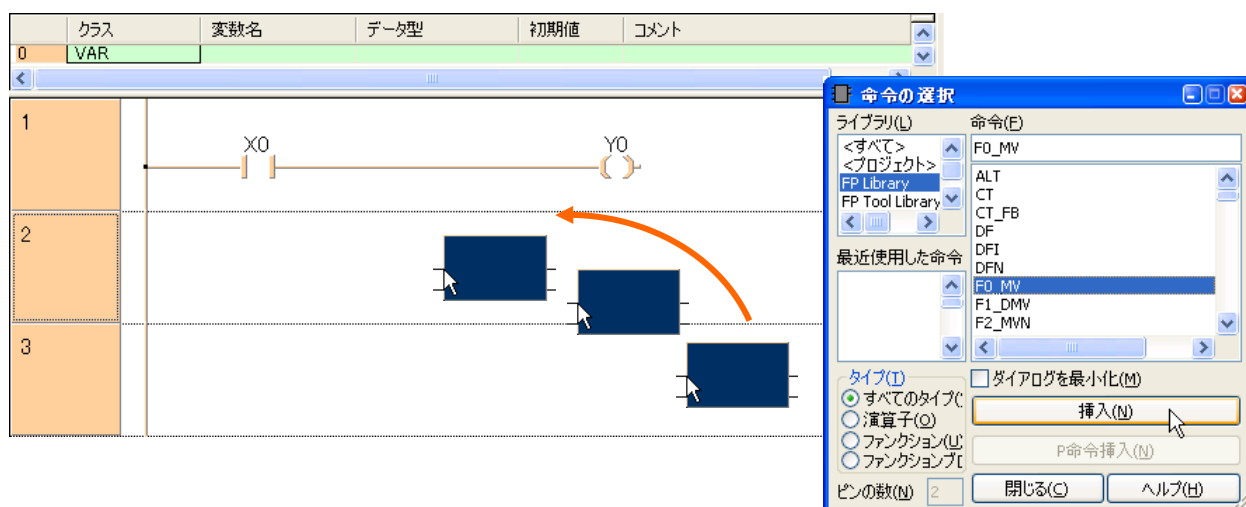 クラス 変数名 データ型 初期値 コメント
0 VAR
1
X0 Y0
2
3
命令の選択
ライブラリ(L) 命令(F)
<すべて>
<プロジェクト>
FP Library
FP Tool Library
F0_MV
ALT
CT
CT_FB
DF
DFI
DFN
F0_MV
F1_DMV
F2_MVN
最近使用した命令
タイプ(T)
すべてのタイプ(
演算子(O)
ファンクション(U
ファンクションブ[
ピンの数(N) 2
ダイアログを最小化(M)
挿入(N)
P命令挿入(N)
閉じる(C) ヘルプ(H)